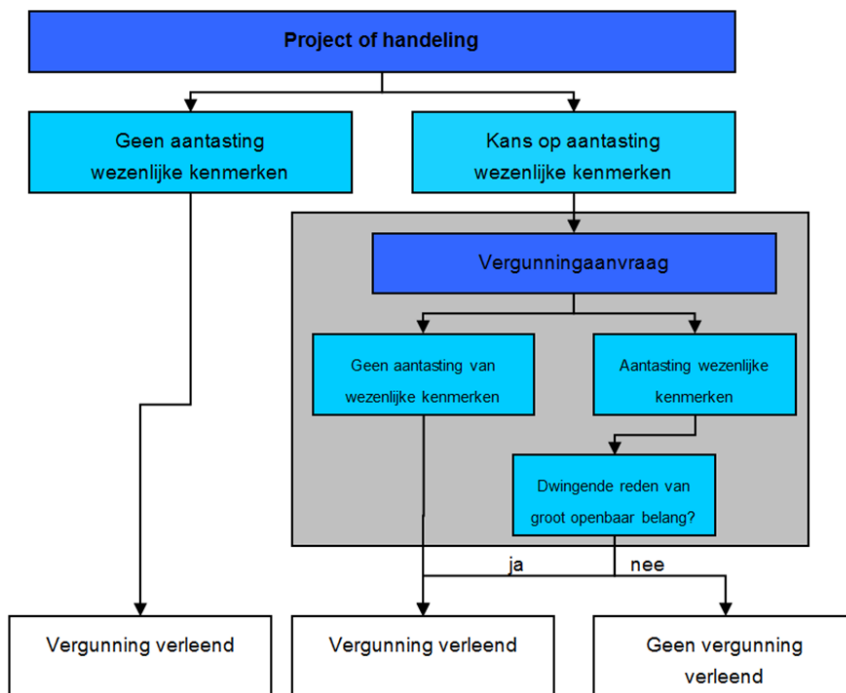 Project of handeling
Geen aantasting
wezenlijke kenmerken
Kans op aantasting
wezenlijke kenmerken
Vergunningaanvraag
Geen aantasting van
wezenlijke kenmerken
Aantasting wezenlijke
kenmerken
Dwingende reden van
groot openbaar belang?
ja
nee
Vergunning verleend
Vergunning verleend
Geen vergunning
verleend